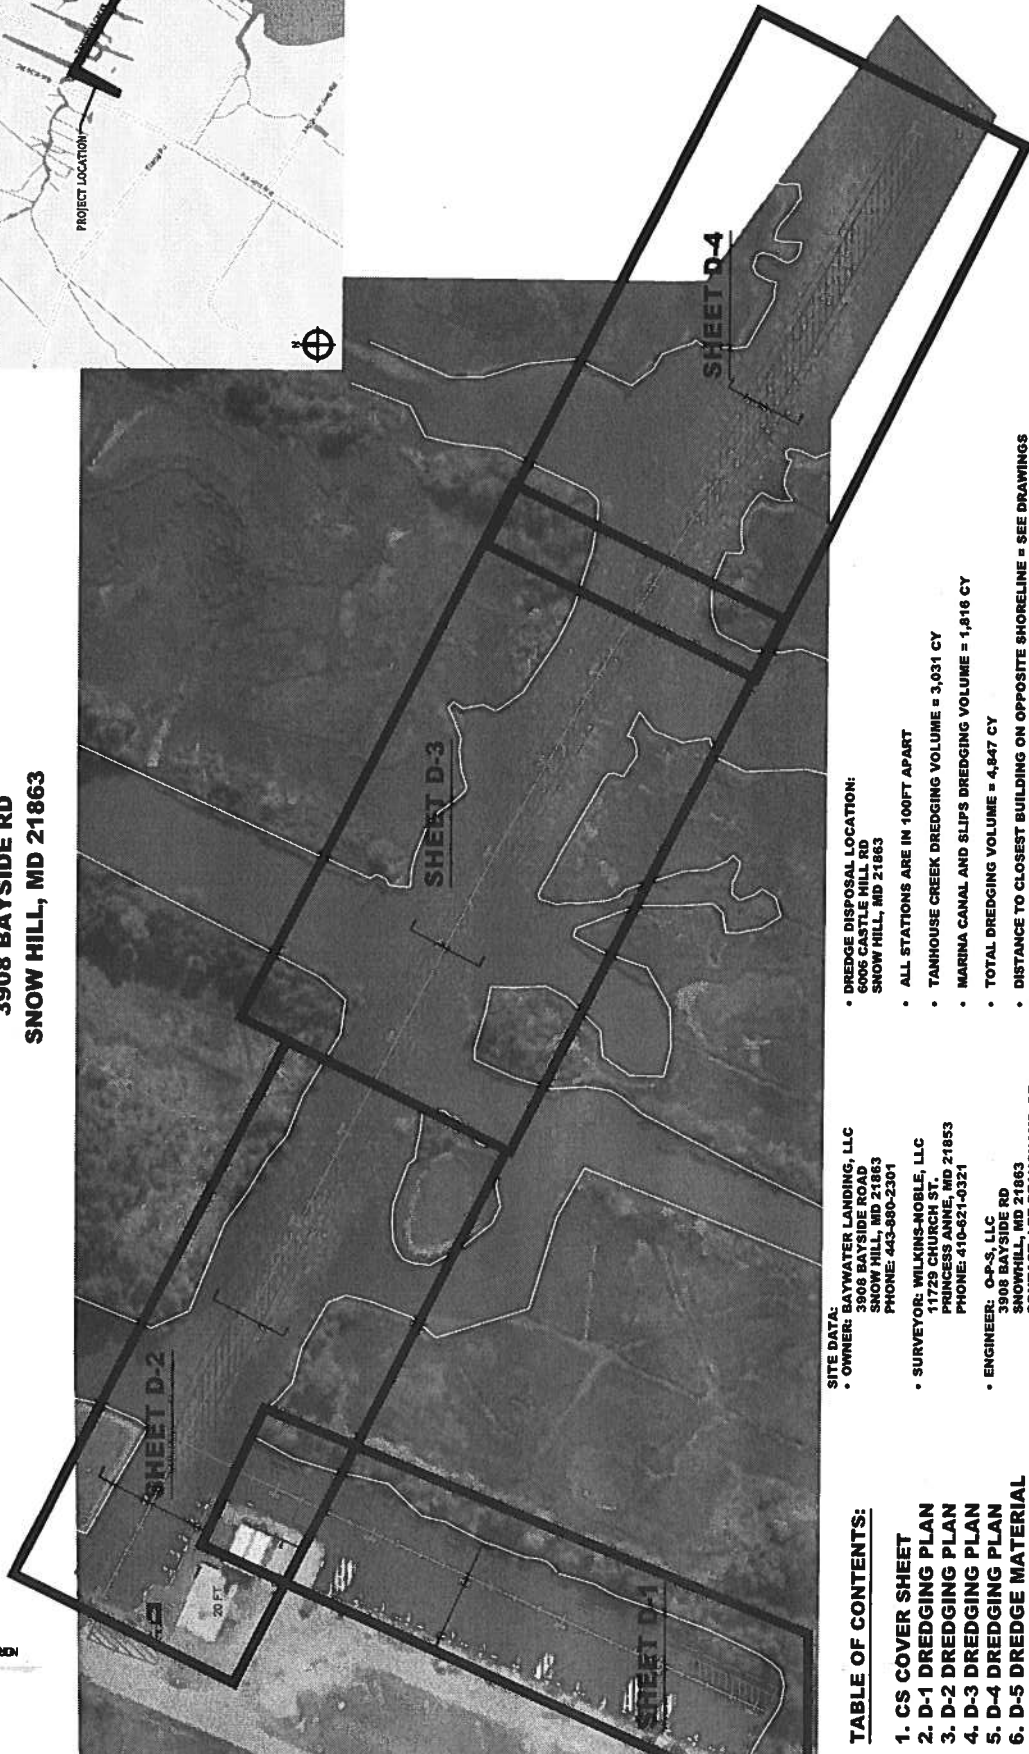 3908 BAYSIDE RD
SNOW HILL, MD 21863
PROJECT LOCATION
N
SHEET D-1
SHEET D-2
SHEET D-3
SHEET D-4
20 FT
TABLE OF CONTENTS:
1. CS COVER SHEET
2. D-1 DREDGING PLAN
3. D-2 DREDGING PLAN
4. D-3 DREDGING PLAN
5. D-4 DREDGING PLAN
6. D-5 DREDGE MATERIAL
SITE DATA:
• OWNER: BAYWATER LANDING, LLC
3908 BAYSIDE ROAD
SNOW HILL, MD 21863
PHONE: 443-880-2301
• SURVEYOR: WILKINS-NOBLE, LLC
11729 CHURCH ST.
PRINCESS ANNE, MD 21853
PHONE: 410-621-0321
• ENGINEER: O-P-S, LLC
3908 BAYSIDE RD
SNOWHILL, MD 21863
• DREDGE DISPOSAL LOCATION:
6006 CASTLE HILL RD
SNOW HILL, MD 21863
• ALL STATIONS ARE IN 100FT APART
• TANHOUSE CREEK DREDGING VOLUME = 3,031 CY
• MARINA CANAL AND SLIPS DREDGING VOLUME = 1,816 CY
• TOTAL DREDGING VOLUME = 4,847 CY
• DISTANCE TO CLOSEST BUILDING ON OPPOSITE SHORELINE = SEE DRAWINGS